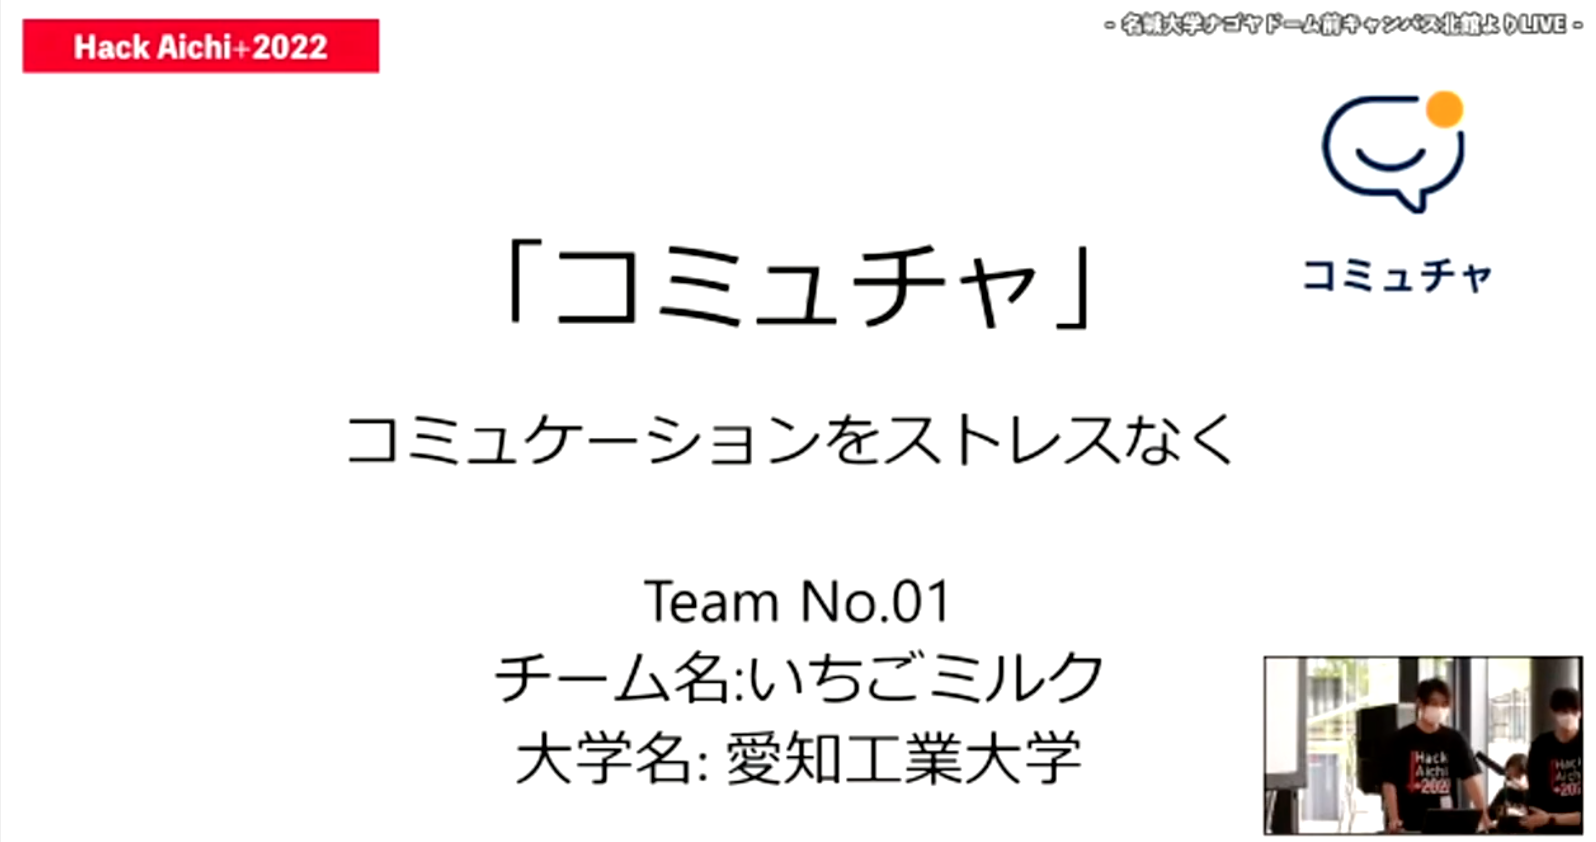 Hack Aichi+2022
- 名城大学ナゴヤドーム前キャンパス北館よりLIVE -
コミュチャ
「コミュチャ」
コミュケーションをストレスなく
Team No.01
チーム名:いちごミルク
大学名: 愛知工業大学
Hack
Aichi
+2022
Hack
Aich
+202